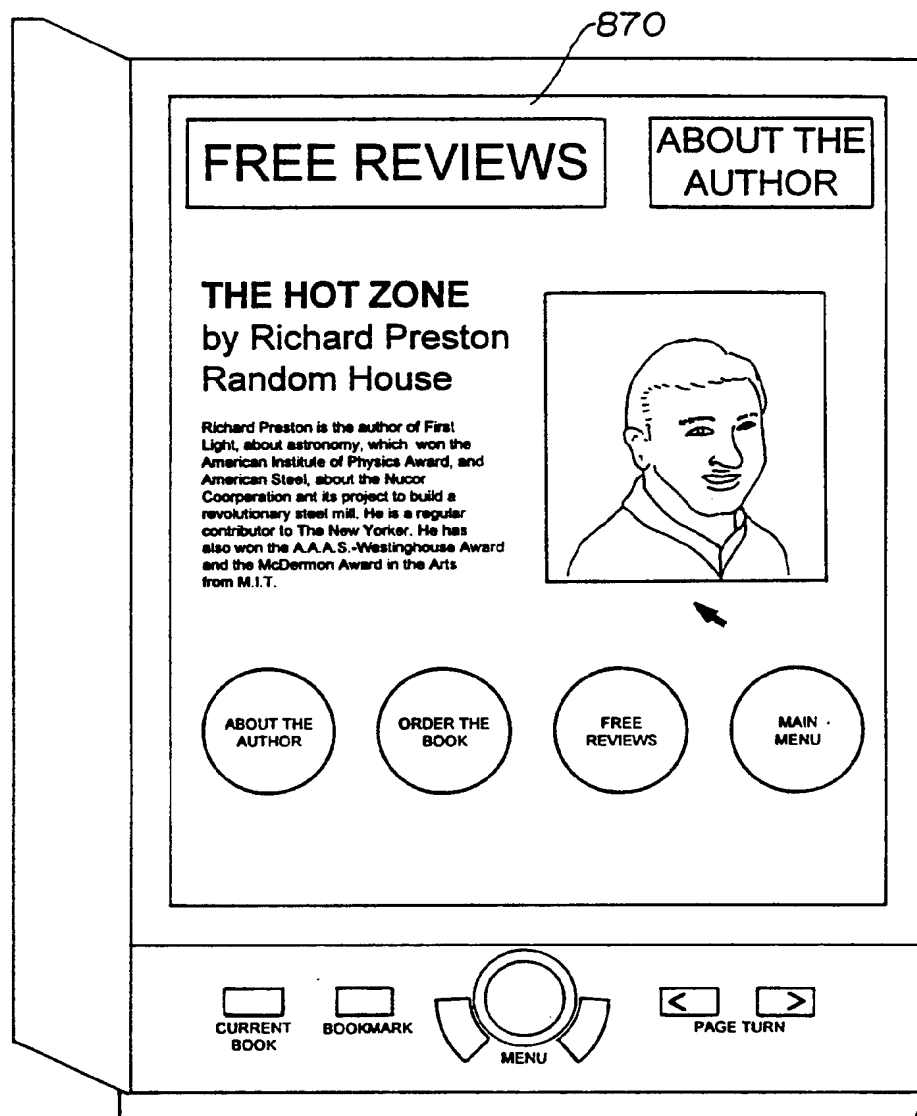 870
FREE REVIEWS
ABOUT THE
AUTHOR
THE HOT ZONE
by Richard Preston
Random House
Richard Preston is the author of First
Light, about astronomy, which won the
American Institute of Physics Award, and
American Steel, about the Nucor
Coorperation ant its project to build a
revolutionary steel mill. He is a regular
contributor to The New Yorker. He has
also won the A.A.A.S.-Westinghouse Award
and the McDermon Award in the Arts
from M.I.T.
ABOUT THE
AUTHOR
ORDER THE
BOOK
FREE
REVIEWS
MAIN
MENU
CURRENT
BOOK
BOOKMARK
MENU
< >
PAGE TURN